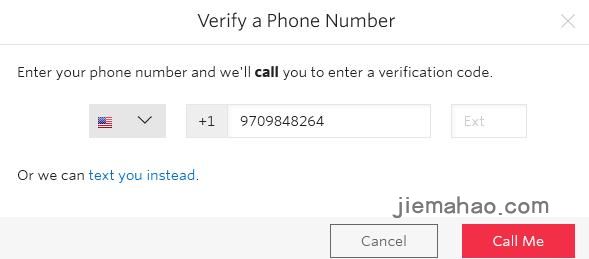 Verify a Phone Number
Enter your phone number and we'll call you to enter a verification code.
+1 9709848264 Ext
Or we can text you instead.
jiemahao.com
Cancel Call Me